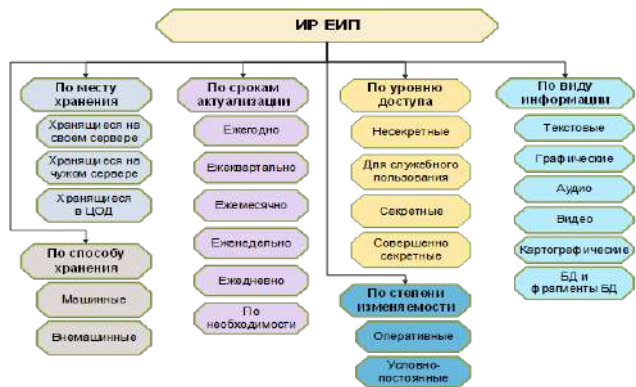 ИР ЕИП
По месту
хранения
Хранящиеся на
своем сервере
Хранящиеся на
чужом сервере
Хранящиеся
в ЦОД
По способу
хранения
Машинные
Внемашинные
По срокам
актуализации
Ежегодно
Ежеквартально
Ежемесячно
Еженедельно
Ежедневно
По
необходимости
По уровню
доступа
Несекретные
Для служебного
пользования
Секретные
Совершенно
секретные
По степени
изменяемости
Оперативные
Условно-
постоянные
По виду
информации
Текстовые
Графические
Аудио
Видео
Картографические
БД и
фрагменты БД